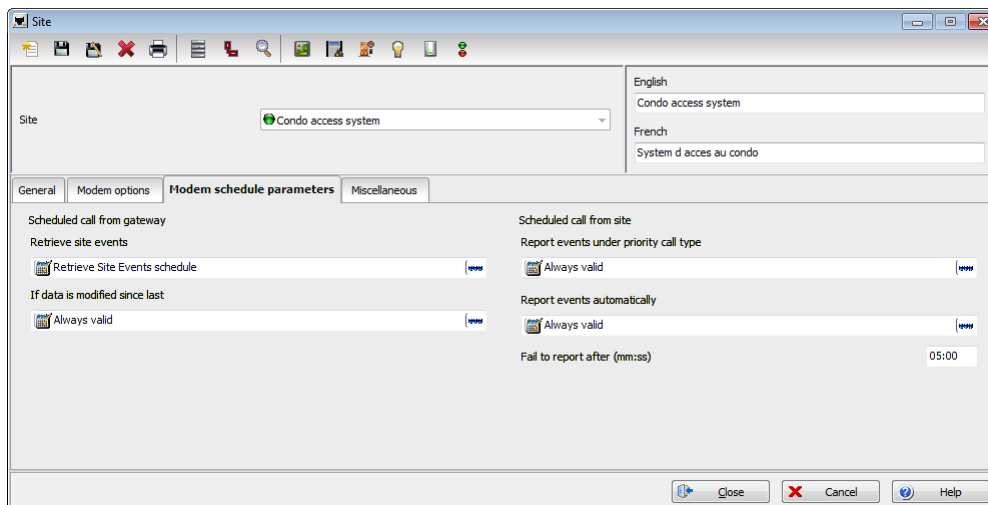 Site
Site
Condo access system
English
Condo access system
French
System d acces au condo
General
Modem options
Modem schedule parameters
Miscellaneous
Scheduled call from gateway
Retrieve site events
Retrieve Site Events schedule
If data is modified since last
Always valid
Scheduled call from site
Report events under priority call type
Always valid
Report events automatically
Always valid
Fail to report after (mm:ss)
05:00
Close
Cancel
Help